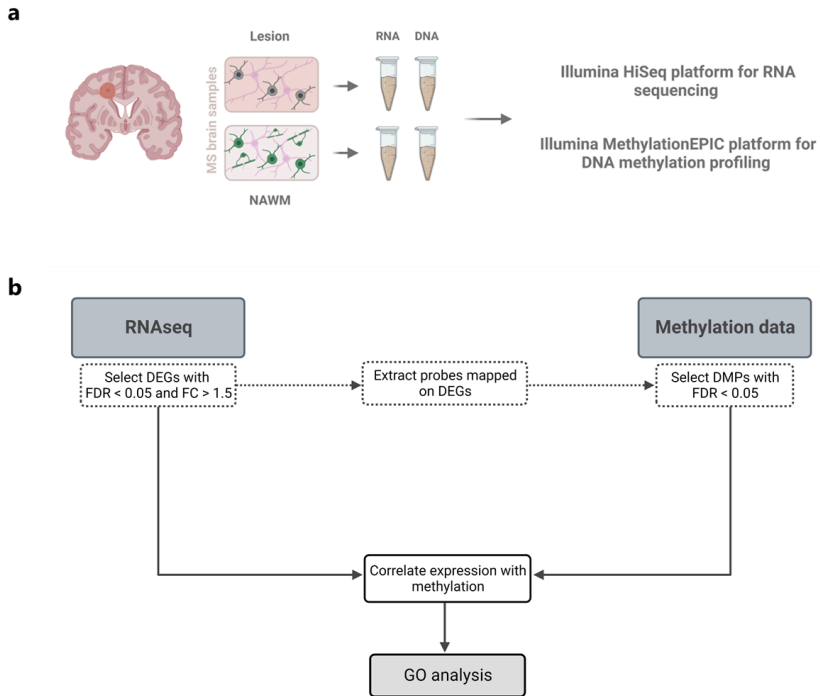 a
Lesion
RNA DNA
MS brain samples
NAWM
Illumina HiSeq platform for RNA
sequencing
Illumina MethylationEPIC platform for
DNA methylation profiling
b
RNAseq
Methylation data
Select DEGs with
FDR < 0.05 and FC > 1.5
Extract probes mapped
on DEGs
Select DMPs with
FDR < 0.05
Correlate expression with
methylation
GO analysis